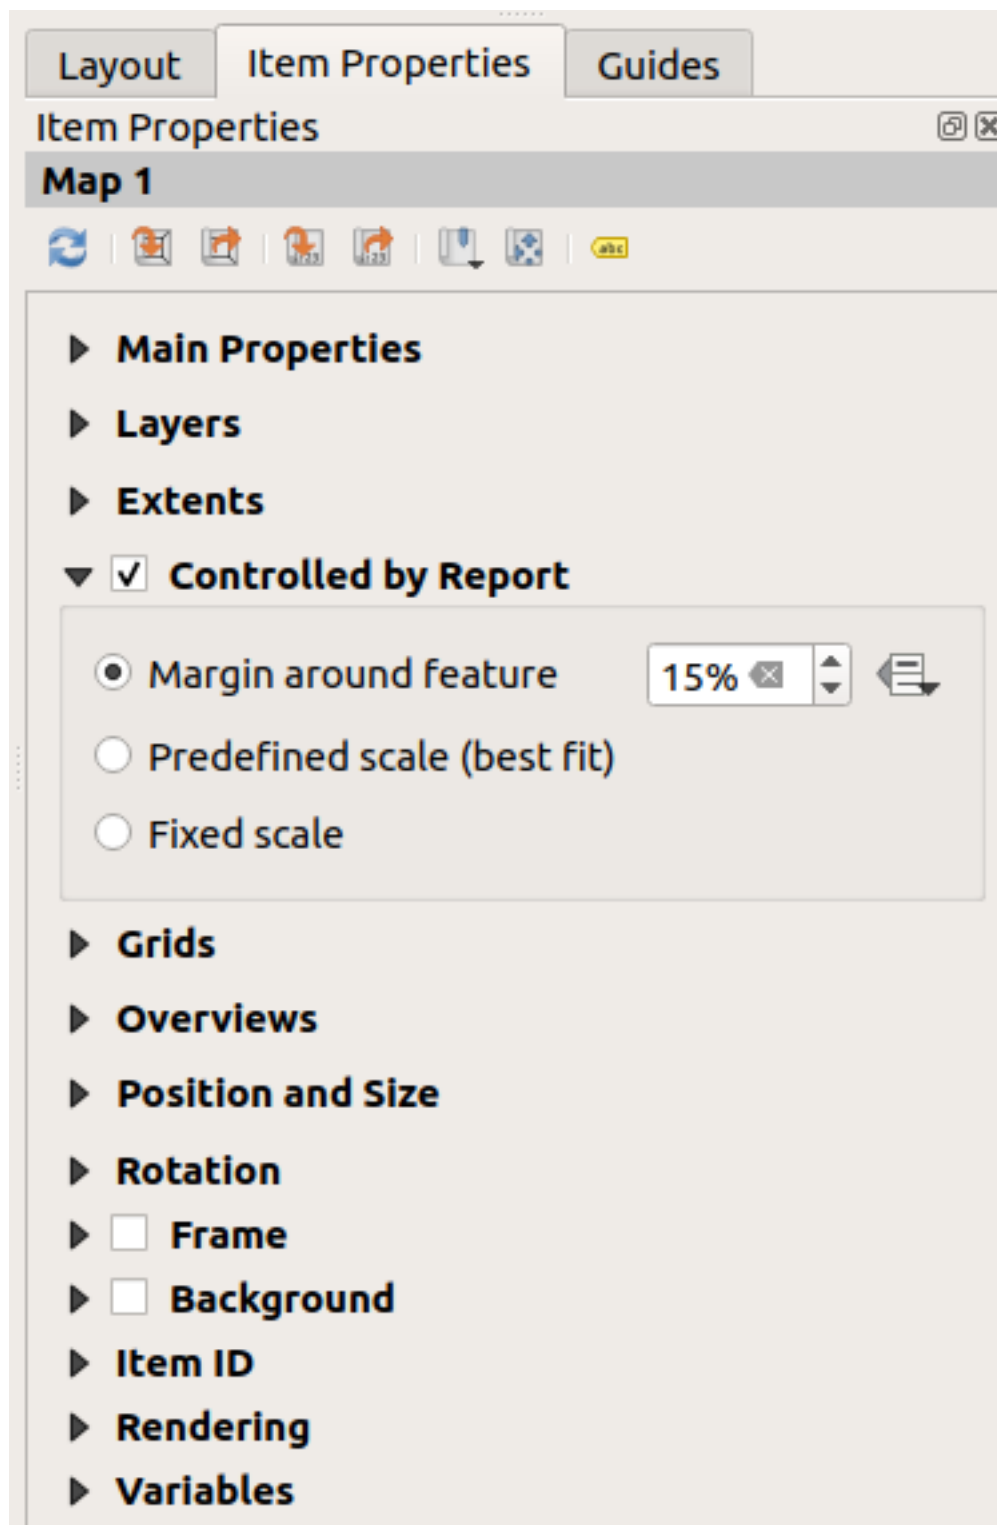 Layout Item Properties Guides
Item Properties
Map 1
abc
Main Properties
Layers
Extents
Controlled by Report
Margin around feature 15%
Predefined scale (best fit)
Fixed scale
Grids
Overviews
Position and Size
Rotation
Frame
Background
Item ID
Rendering
Variables